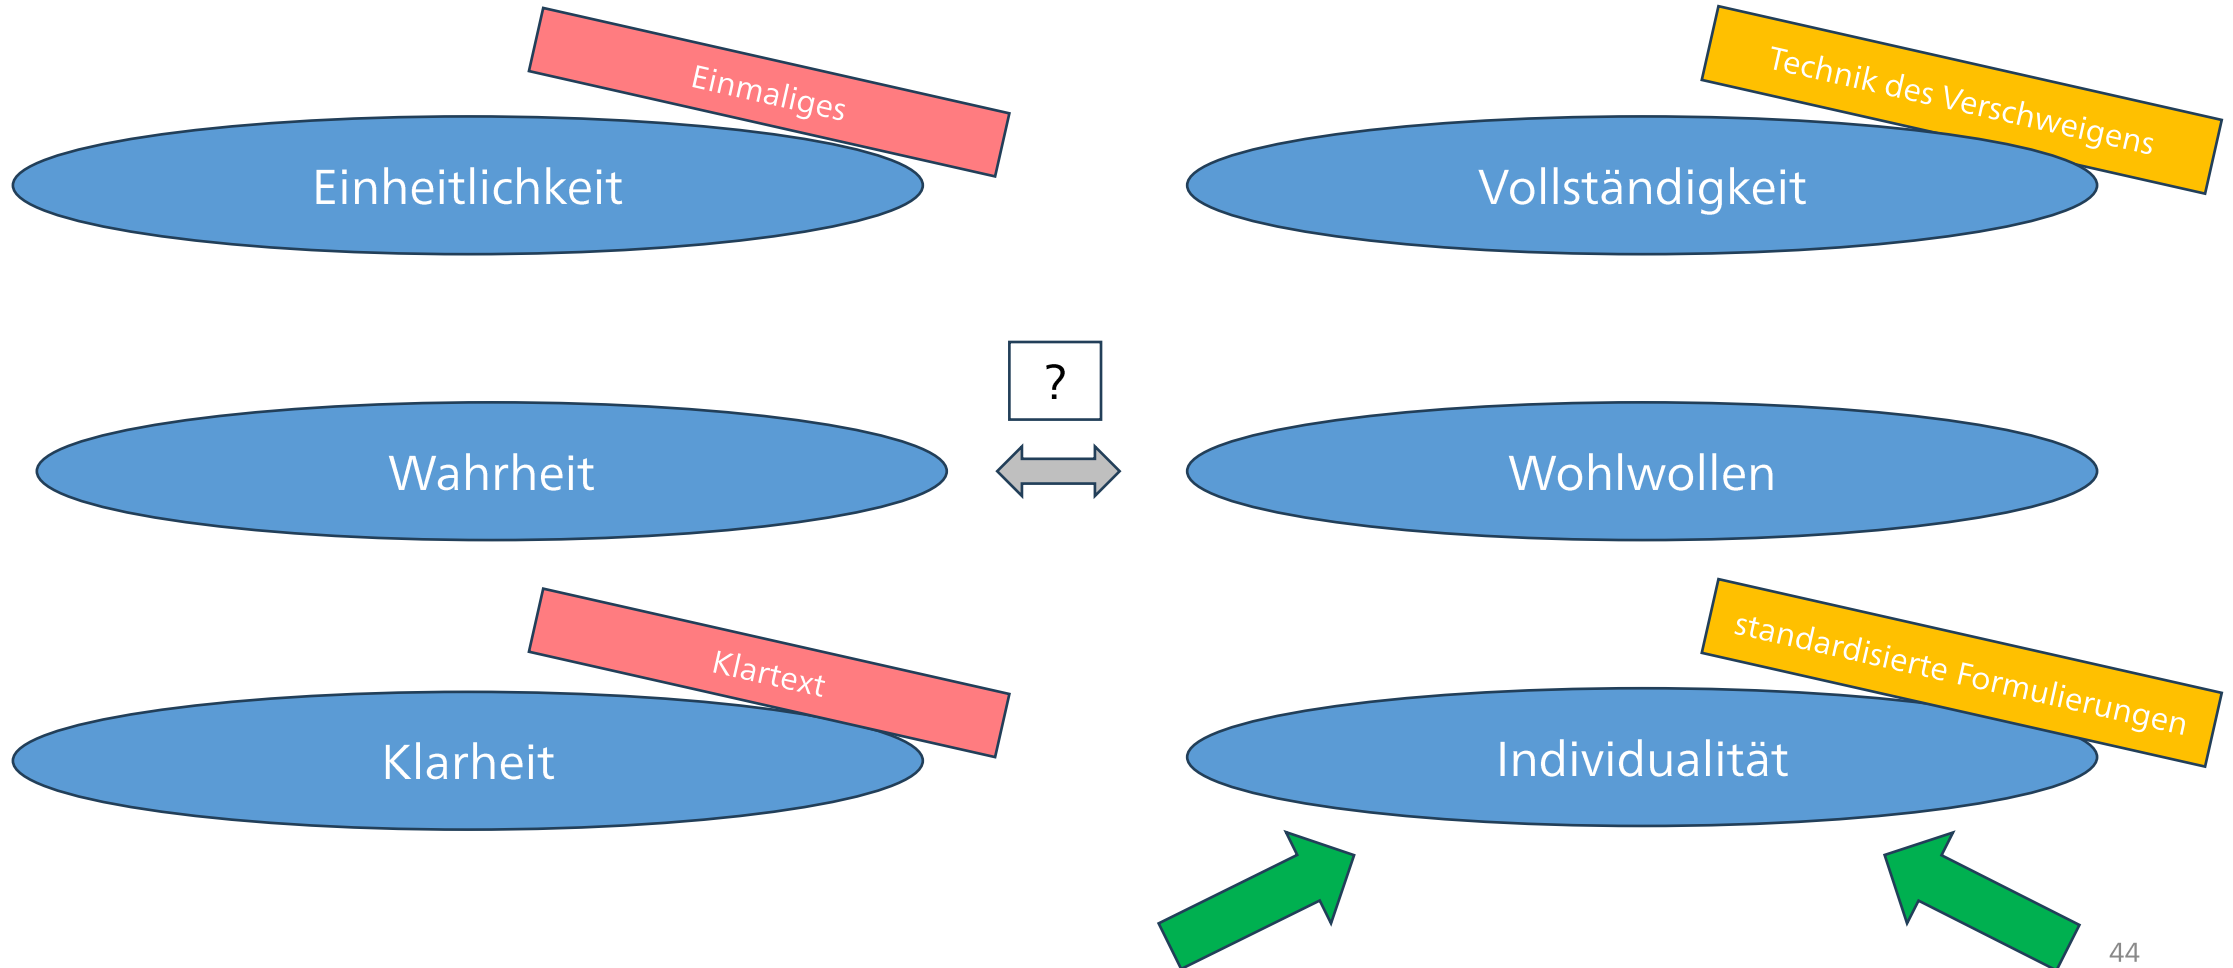 Einmaliges
Technik des Verschweigens
Einheitlichkeit
Vollständigkeit
?
Wahrheit
Wohlwollen
Klartext
standardisierte Formulierungen
Klarheit
Individualität
44